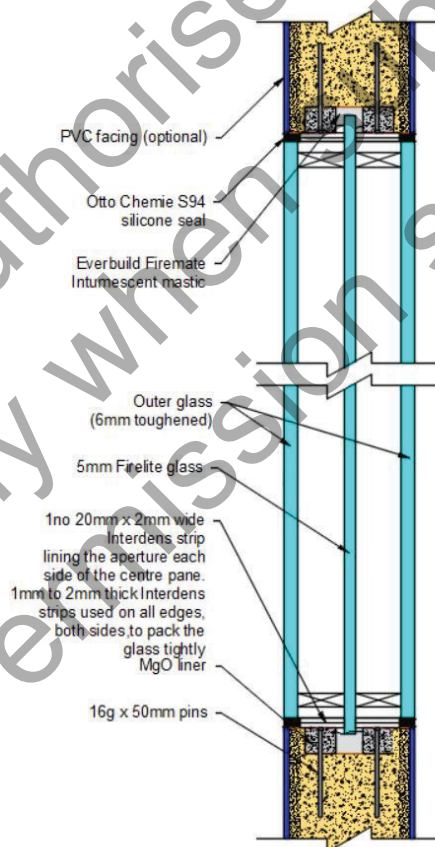 PVC facing (optional)
Otto Chemie S94
silicone seal
Everbuild Firemate
Intumescent mastic
Outer glass
(6mm toughened)
5mm Firelite glass
1no 20mm x 2mm wide
Interdens strip
lining the aperture each
side of the centre pane.
1mm to 2mm thick Interdens
strips used on all edges,
both sides,to pack the
glass tightly
MgO liner
16g x 50mm pins
when